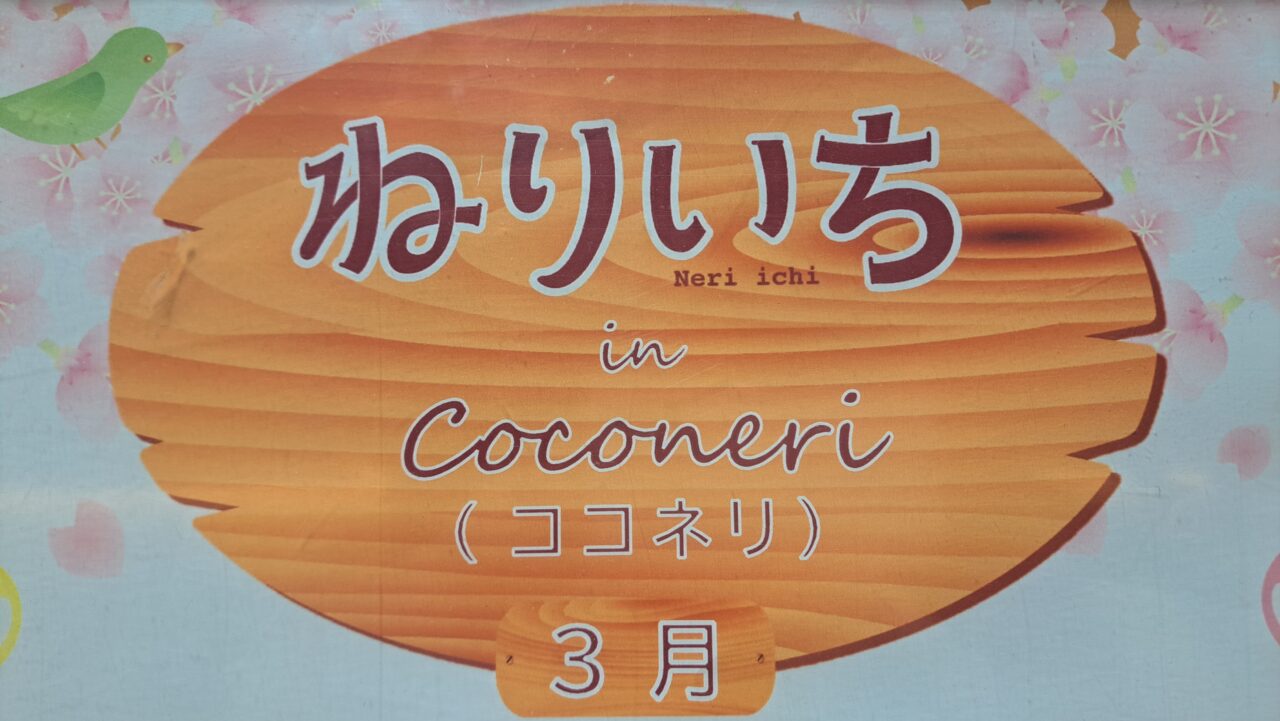 ねりいち
Neri ichi
in
Coconeri
(ココネリ)
3月